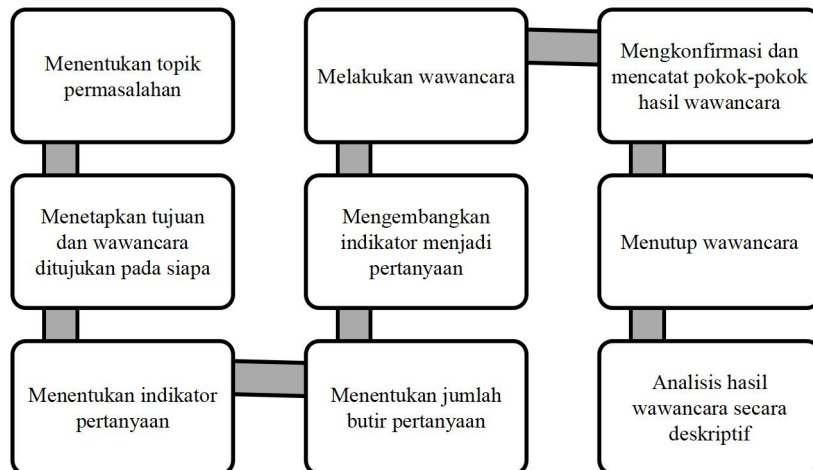 Menentukan topik
permasalahan
Menetapkan tujuan
dan wawancara
ditujukan pada siapa
Menentukan indikator
pertanyaan
Menentukan jumlah
butir pertanyaan
Mengembangkan
indikator menjadi
pertanyaan
Melakukan wawancara
Mengkonfirmasi dan
mencatat pokok-pokok
hasil wawancara
Menutup wawancara
Analisis hasil
wawancara secara
deskriptif